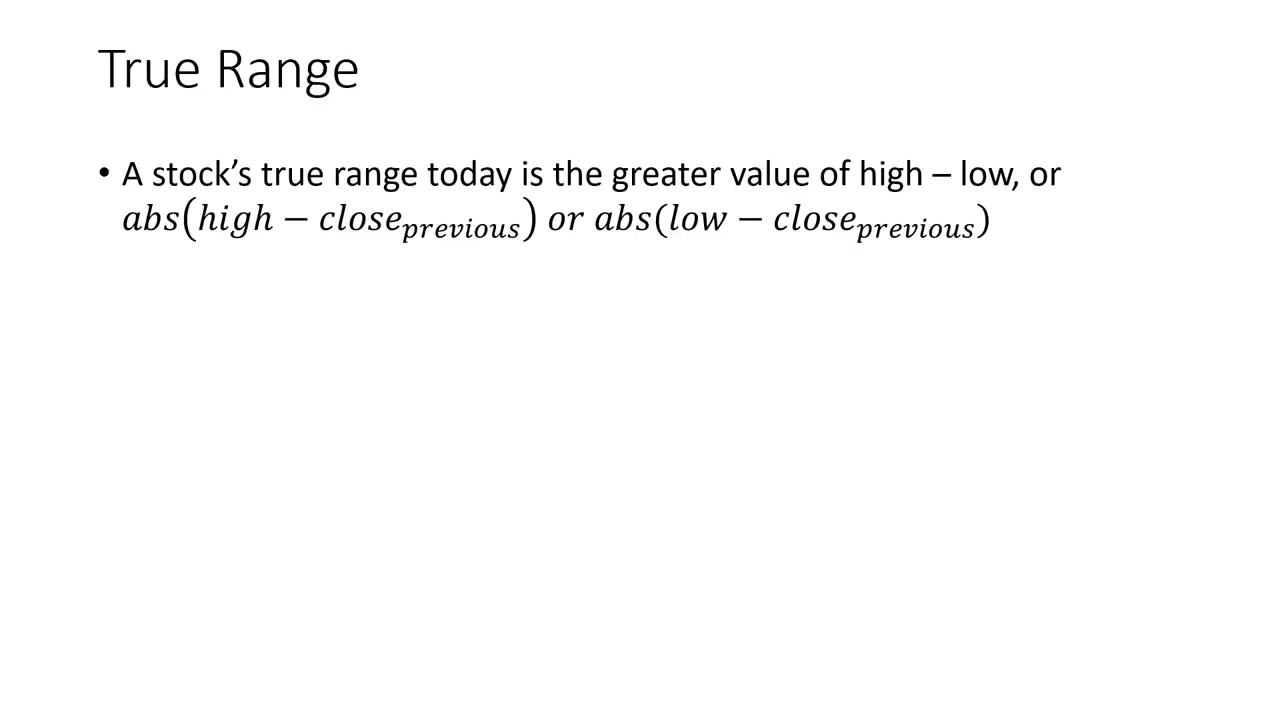 True Range
• A stock’s true range today is the greater value of high – low, or
abs(high − close_previous) or abs(low − close_previous)